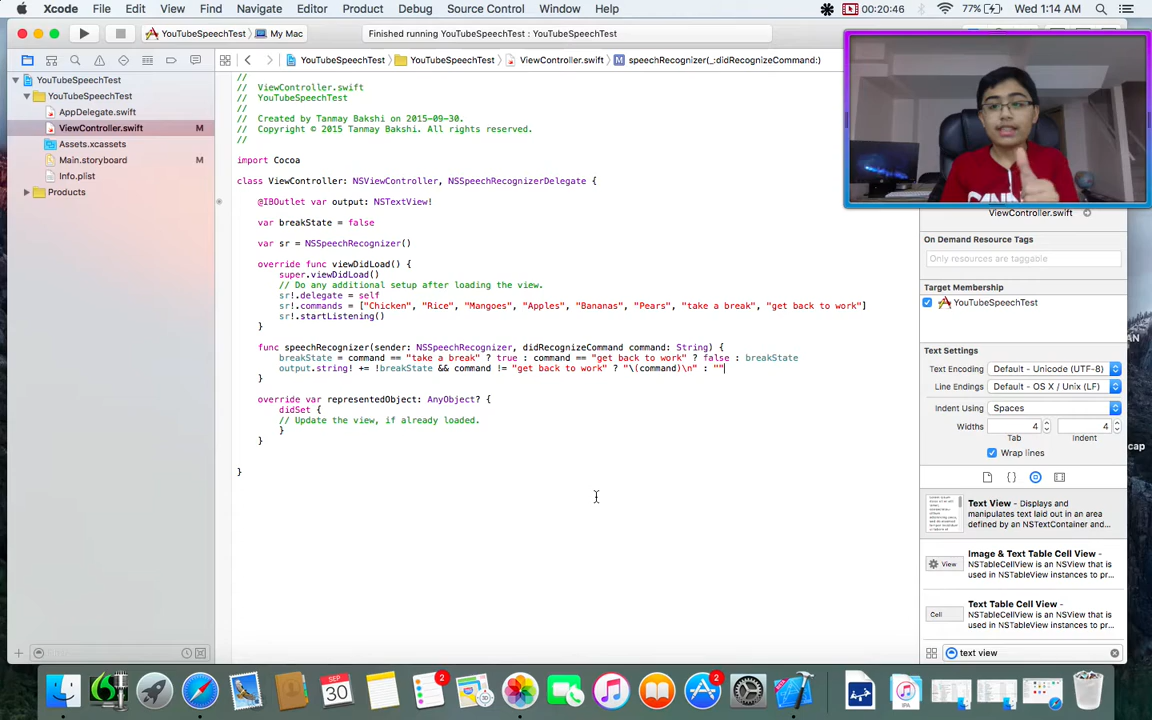 Xcode File Edit View Find Navigate Editor Product Debug Source Control Window Help 00:20:46 77% Wed 1:14 AM
YouTubeSpeechTest My Mac Finished running YouTubeSpeechTest : YouTubeSpeechTest
YouTubeSpeechTest YouTubeSpeechTest ViewController.swift M speechRecognizer(_:didRecognizeCommand:)
YouTubeSpeechTest
YouTubeSpeechTest
AppDelegate.swift
ViewController.swift M
Assets.xcassets
Main.storyboard M
Info.plist
Products
//
// ViewController.swift
// YouTubeSpeechTest
//
// Created by Tanmay Bakshi on 2015-09-30.
// Copyright © 2015 Tanmay Bakshi. All rights reserved.
//
import Cocoa
class ViewController: NSViewController, NSSpeechRecognizerDelegate {
@IBOutlet var output: NSTextView!
var breakState = false
var sr = NSSpeechRecognizer()
override func viewDidLoad() {
super.viewDidLoad()
// Do any additional setup after loading the view.
sr!.delegate = self
sr!.commands = ["Chicken", "Rice", "Mangoes", "Apples", "Bananas", "Pears", "take a break", "get back to work"]
sr!.startListening()
}
func speechRecognizer(sender: NSSpeechRecognizer, didRecognizeCommand command: String) {
breakState = command == "take a break" ? true : command == "get back to work" ? false : breakState
output.string! += !breakState && command != "get back to work" ? "\(command)\n" : ""
}
override var representedObject: AnyObject? {
didSet {
// Update the view, if already loaded.
}
}
}
ViewController.swift
On Demand Resource Tags
Only resources are taggable
Target Membership
YouTubeSpeechTest
Text Settings
Text Encoding Default - Unicode (UTF-8)
Line Endings Default - OS X / Unix (LF)
Indent Using Spaces
Widths 4 4
Tab Indent
Wrap lines
Text View - Displays and
manipulates text laid out in an area
defined by an NSTextContainer and...
View
Image & Text Table Cell View -
NSTableCellView is an NSView that is
used in NSTableView instances to pr...
Cell
Text Table Cell View -
NSTableCellView is an NSView that is
used in NSTableView instances to pr...
text view
cap
SEP
30
2
2
IPA